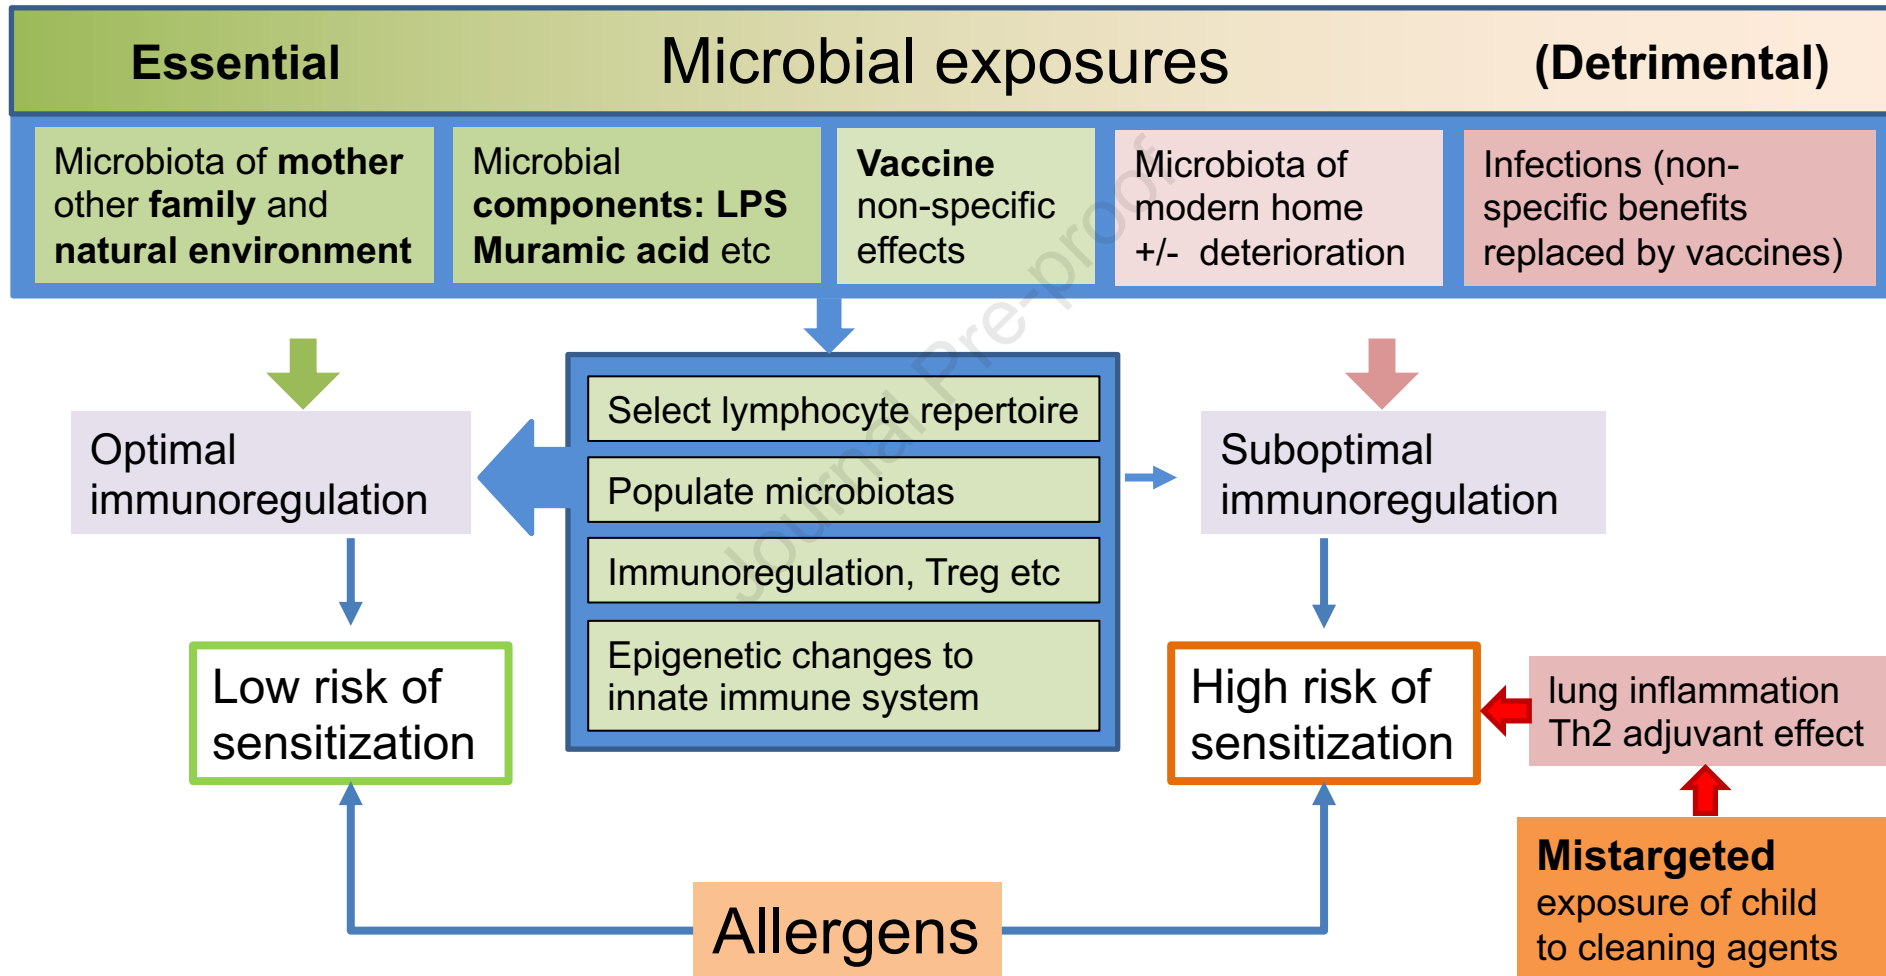 Essential
Microbial exposures
(Detrimental)
Microbiota of mother
other family and
natural environment
Microbial
components: LPS
Muramic acid etc
Vaccine
non-specific
effects
Microbiota of
modern home
+/- deterioration
Infections (non-
specific benefits
replaced by vaccines)
Optimal
immunoregulation
Select lymphocyte repertoire
Populate microbiotas
Immunoregulation, Treg etc
Epigenetic changes to
innate immune system
Suboptimal
immunoregulation
Low risk of
sensitization
High risk of
sensitization
lung inflammation
Th2 adjuvant effect
Mistargeted
exposure of child
to cleaning agents
Allergens
Journal Pre-proof